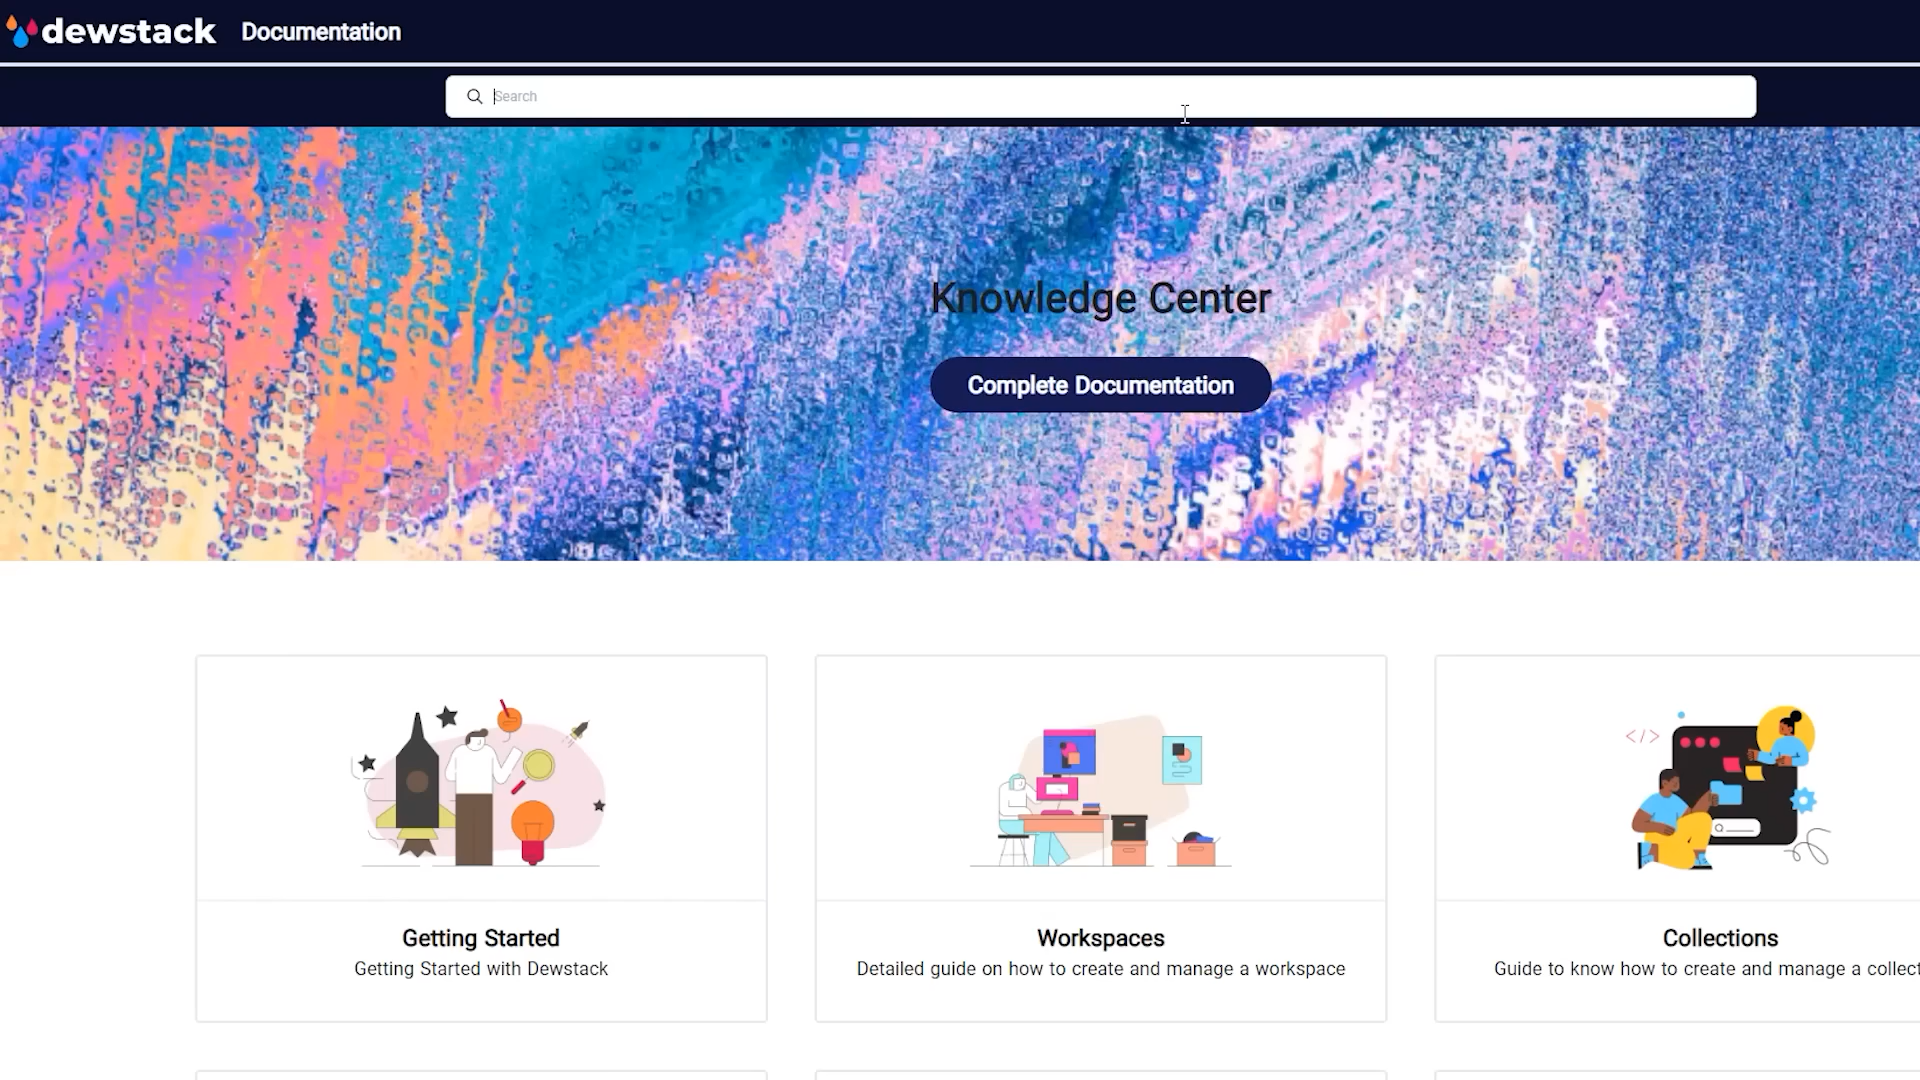 dewstack Documentation
Search
Knowledge Center
Complete Documentation
Getting Started
Getting Started with Dewstack
Workspaces
Detailed guide on how to create and manage a workspace
Collections
Guide to know how to create and manage a collect